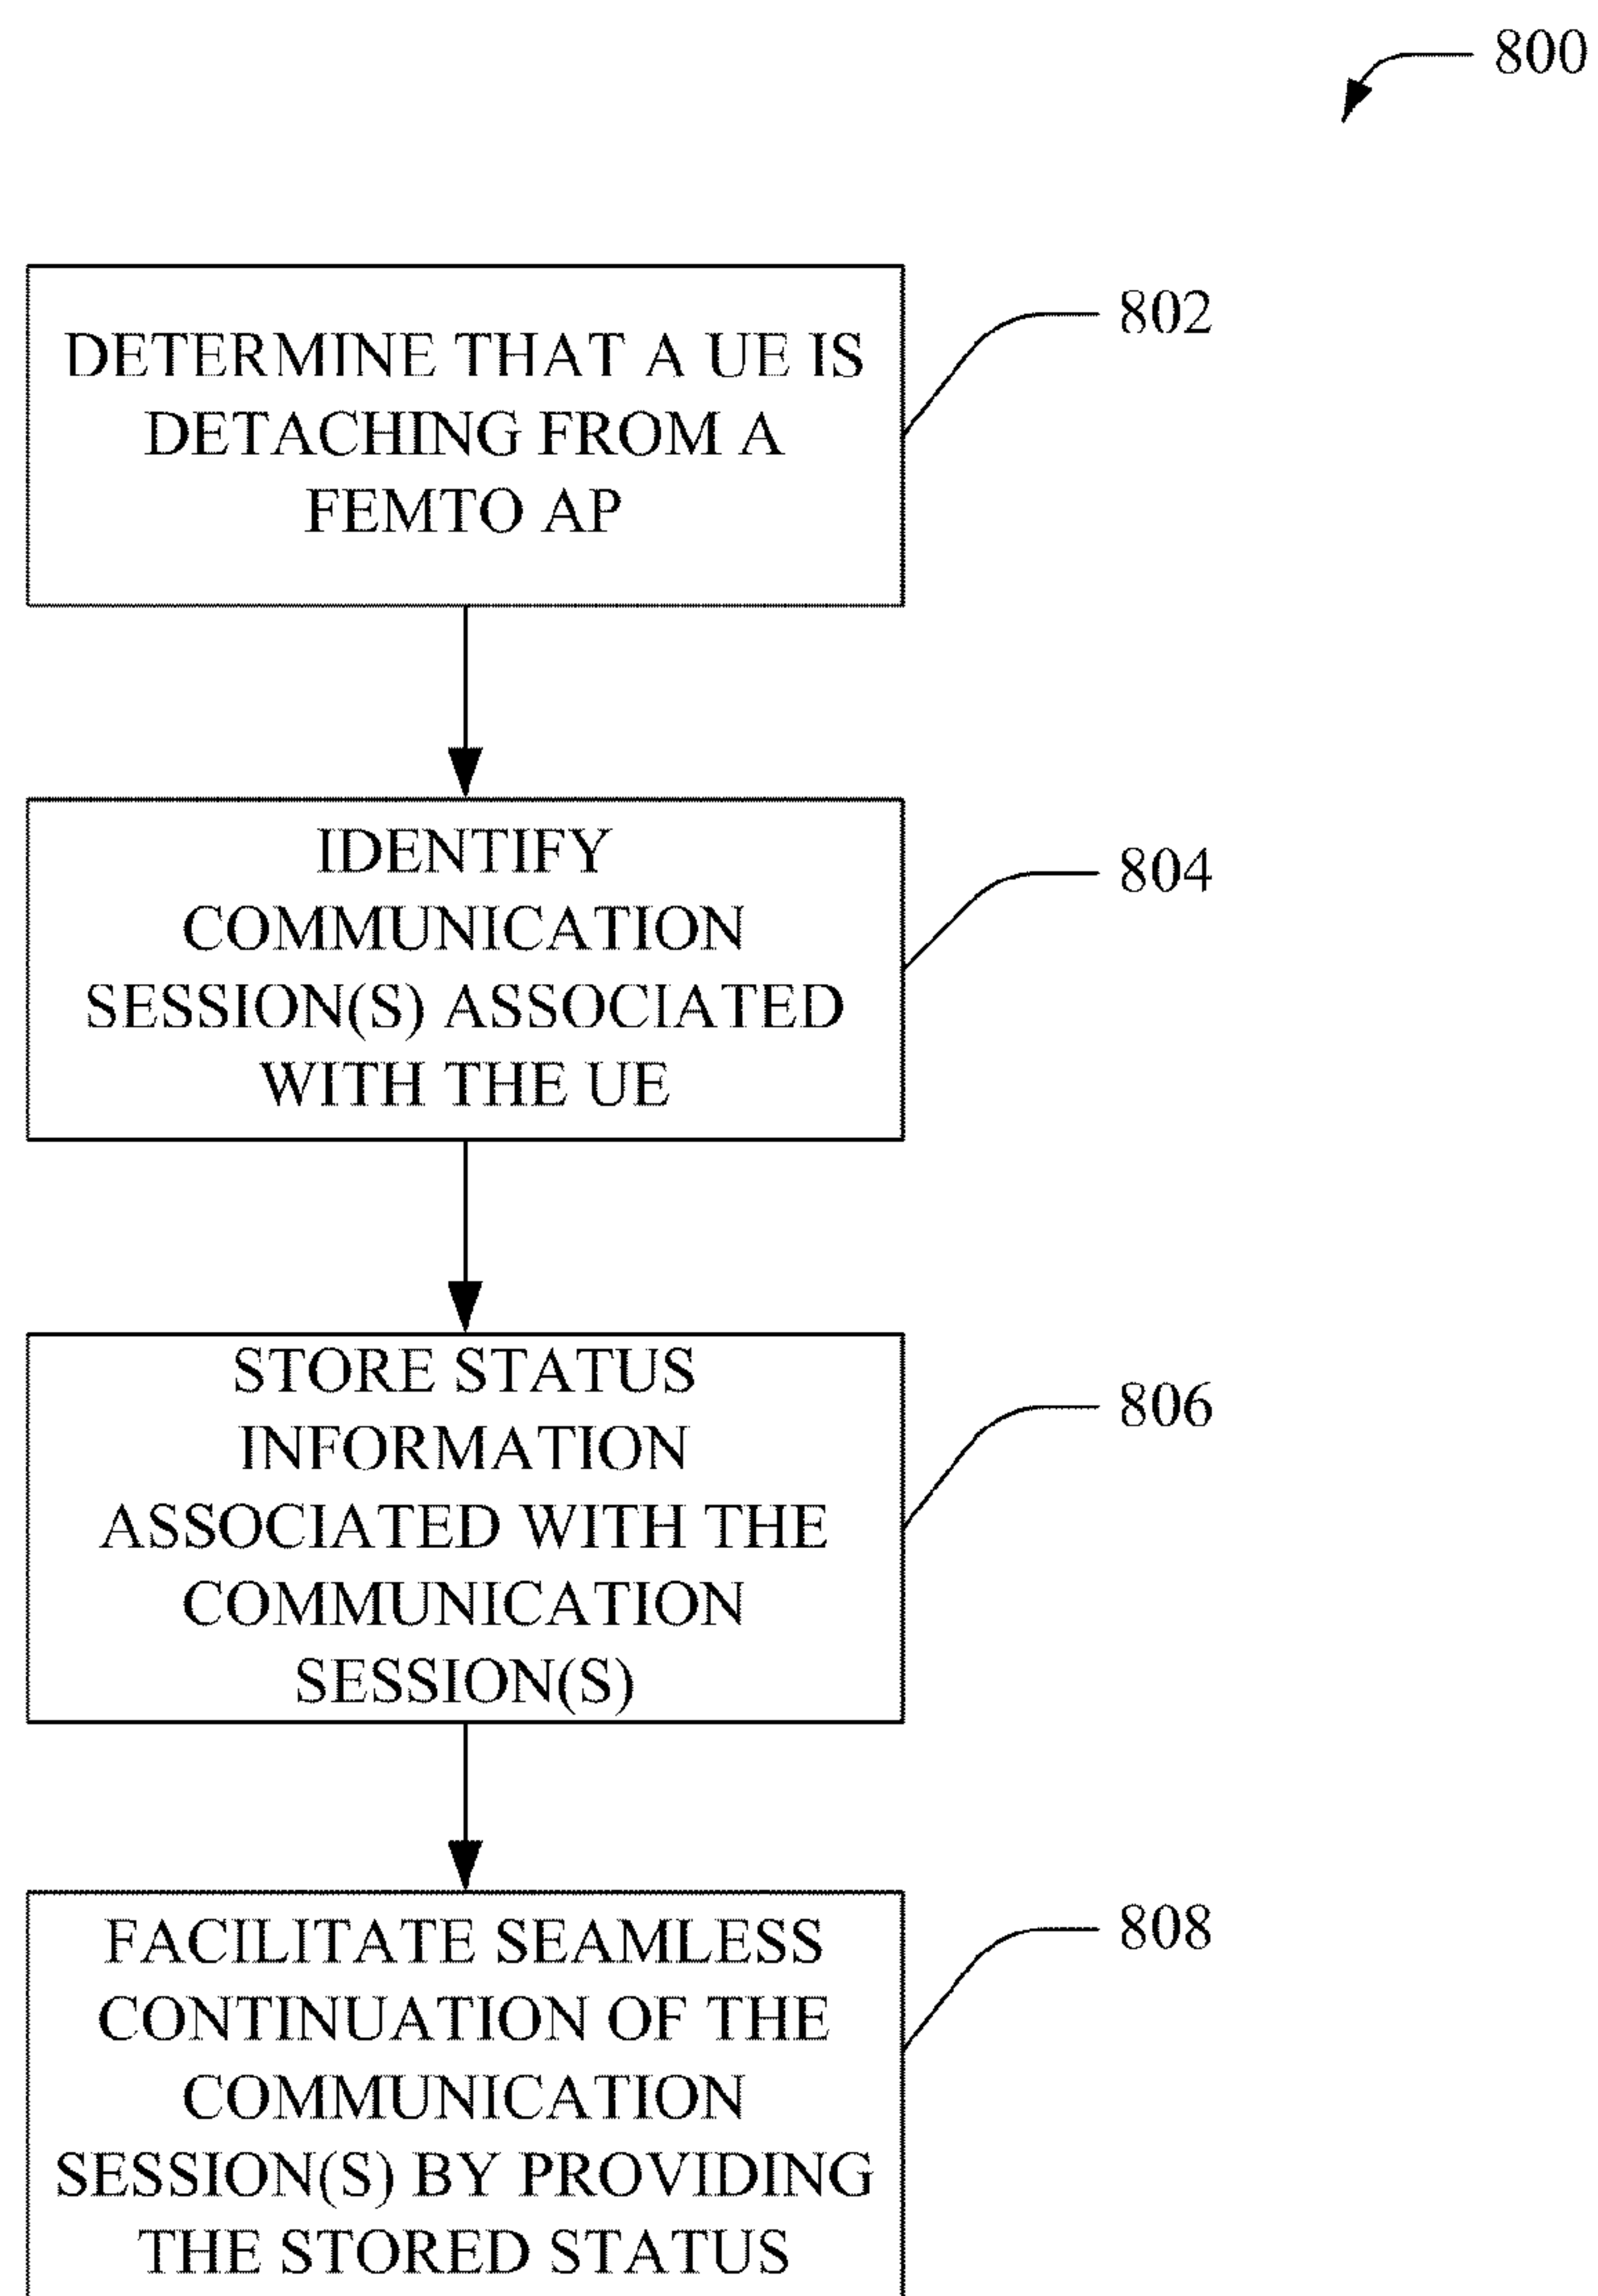 800
DETERMINE THAT A UE IS
DETACHING FROM A
FEMTO AP
802
IDENTIFY
COMMUNICATION
SESSION(S) ASSOCIATED
WITH THE UE
804
STORE STATUS
INFORMATION
ASSOCIATED WITH THE
COMMUNICATION
SESSION(S)
806
FACILITATE SEAMLESS
CONTINUATION OF THE
COMMUNICATION
SESSION(S) BY PROVIDING
THE STORED STATUS
808